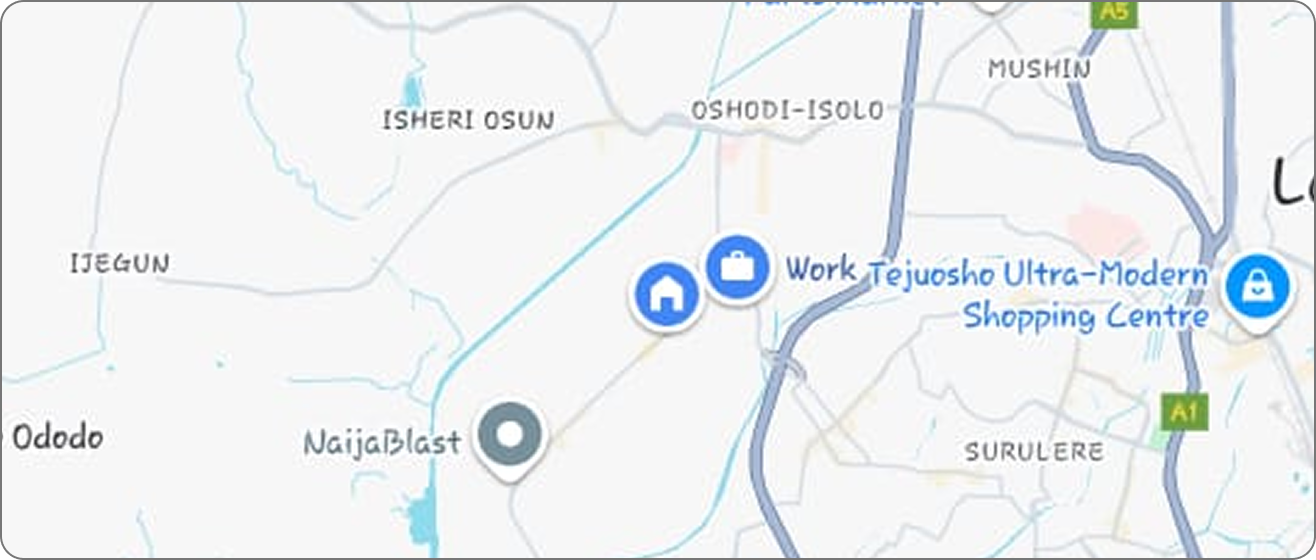 A5
MUSHIN
OSHODI-ISOLO
ISHERI OSUN
IJEGUN
Work
Tejuosho Ultra-Modern
Shopping Centre
A1
Ododo
NaijaBlast
SURULERE